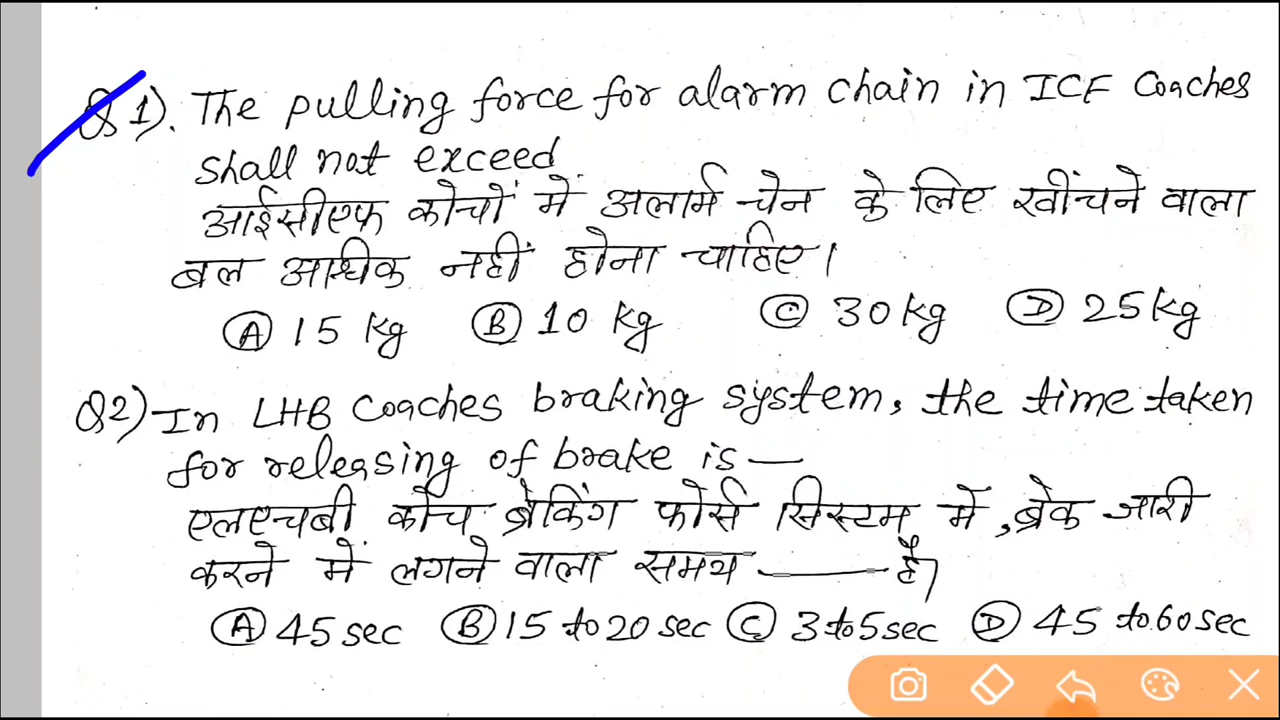 Q1). The pulling force for alarm chain in ICF Coaches
shall not exceed
आईसीएफ कोचों में अलार्म चेन के लिए खींचने वाला
बल अधिक नहीं होना चाहिए।
Ⓐ 15 kg Ⓑ 10 kg Ⓒ 30 kg Ⓓ 25 kg
Q2) In LHB Coaches braking system, the time taken
for releasing of brake is —
एलएचबी कोच ब्रेकिंग फोर्स सिस्टम में, ब्रेक जारी
करने में लगने वाला समय ——— है।
Ⓐ 45 sec Ⓑ 15 to 20 sec Ⓒ 3 to 5 sec Ⓓ 45 to 60 sec